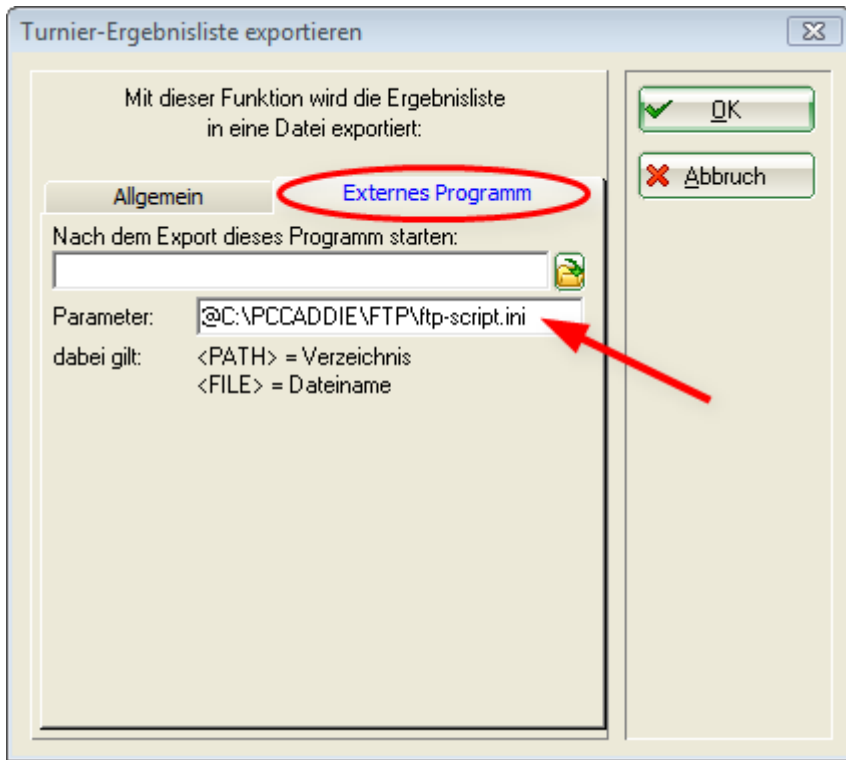 Turnier-Ergebnisliste exportieren
Mit dieser Funktion wird die Ergebnisliste
in eine Datei exportiert:
OK
Abbruch
Allgemein Externes Programm
Nach dem Export dieses Programm starten:
Parameter: @C:\PCCADDIE\FTP\ftp-script.ini
dabei gilt: <PATH> = Verzeichnis
<FILE> = Dateiname